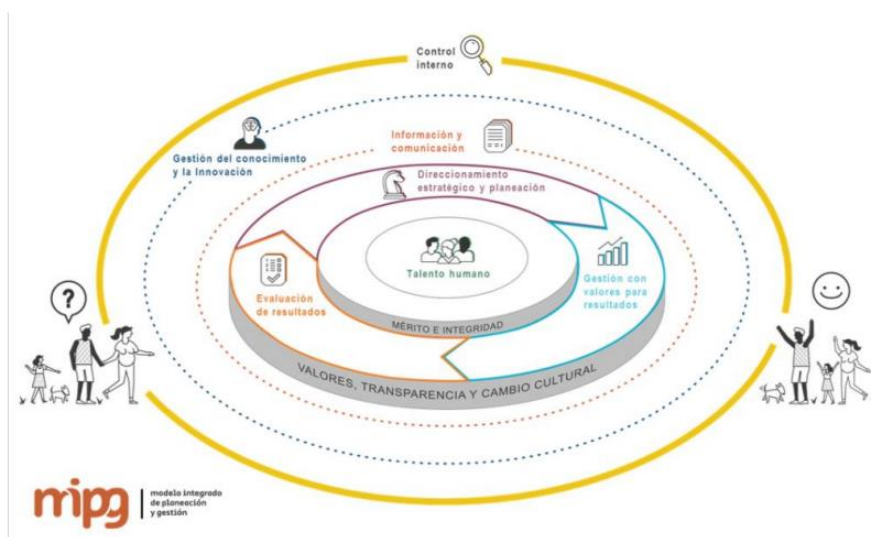 Control
interno
Gestión del conocimiento
y la Innovación
Información y
comunicación
Direccionamiento
estratégico y planeación
Talento humano
Evaluación
de resultados
Gestión con
valores para
resultados
MÉRITO E INTEGRIDAD
VALORES, TRANSPARENCIA Y CAMBIO CULTURAL
?
mipg
modelo integrado
de planeación
y gestión